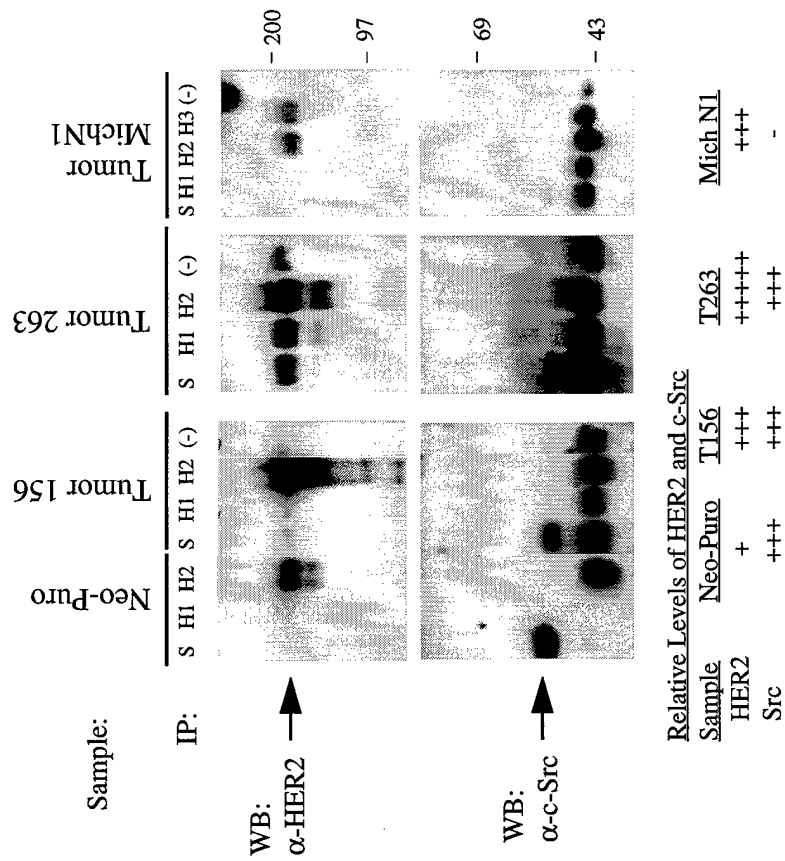 Sample: Neo-Puro Tumor 156 Tumor 263 Tumor
MichN1
IP: S H1 H2 S H1 H2 (-) S H1 H2 (-) S H1 H2 H3 (-)
WB:
α-HER2
– 200
– 97
WB:
α-c-Src
– 69
– 43
Relative Levels of HER2 and c-Src
Sample Neo-Puro T156 T263 Mich N1
HER2 + +++ ++++++ +++
Src +++ +++ +++ -